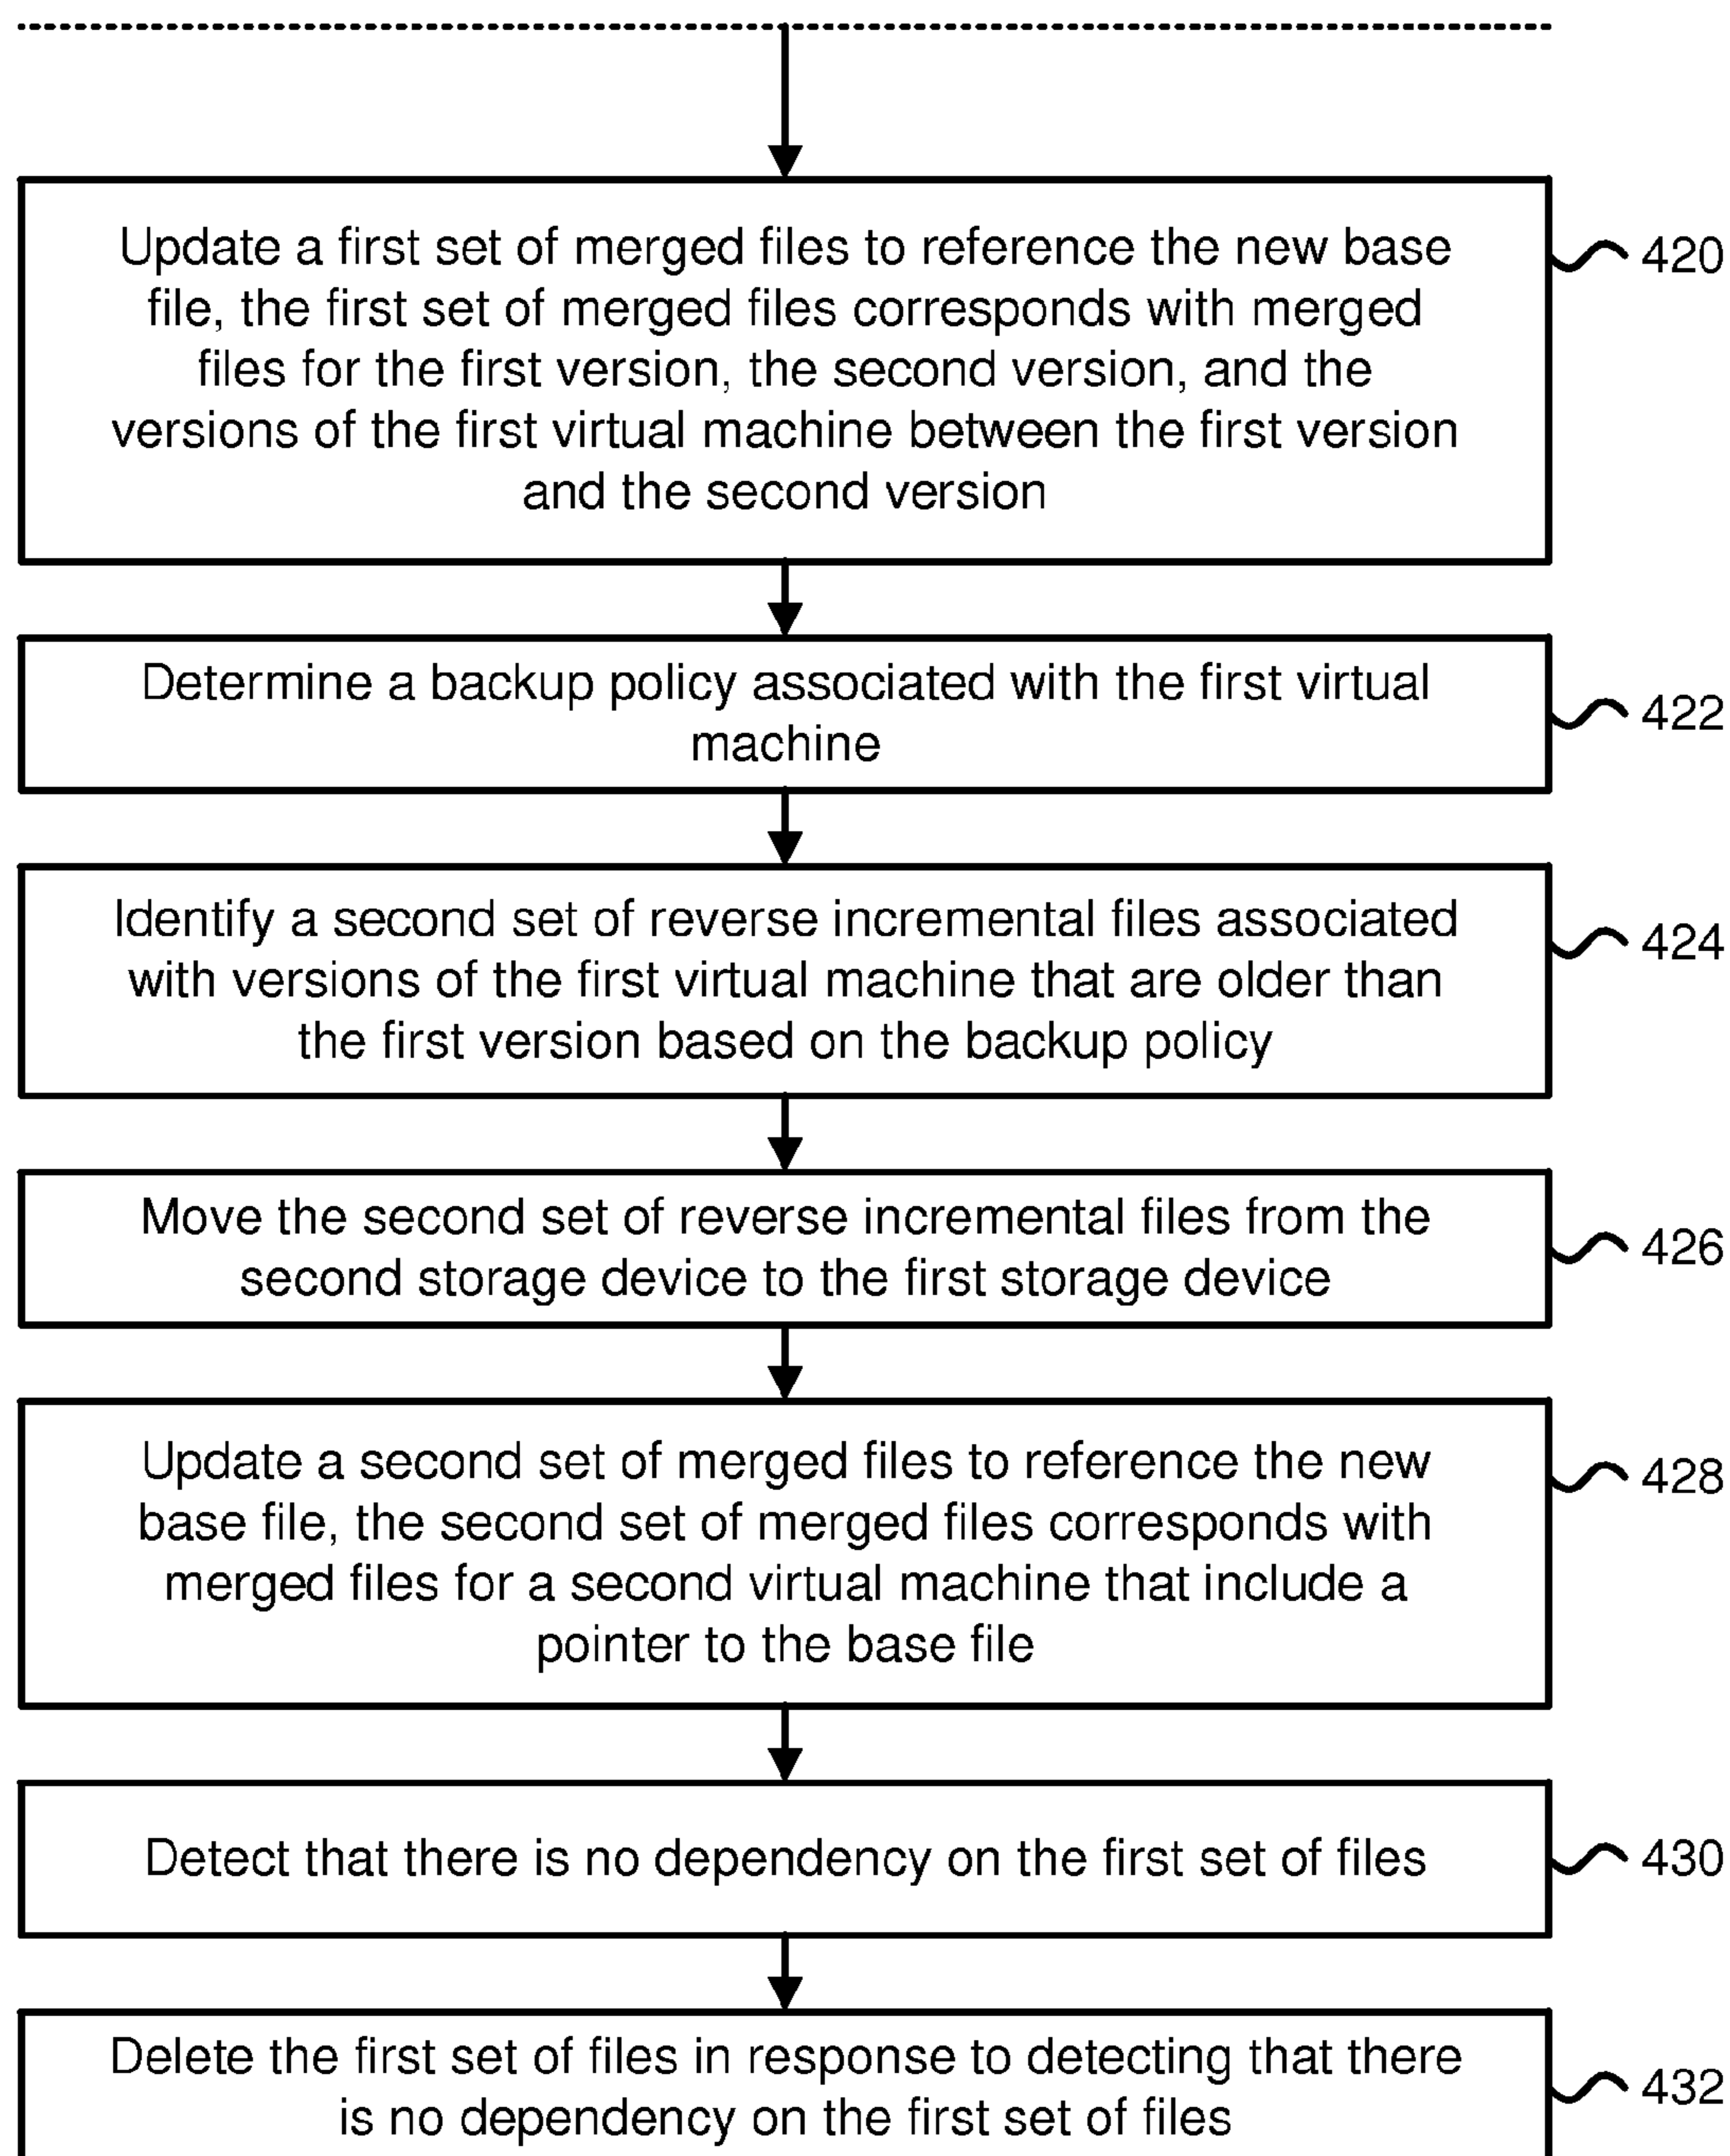 Update a first set of merged files to reference the new base
file, the first set of merged files corresponds with merged
files for the first version, the second version, and the
versions of the first virtual machine between the first version
and the second version
420
Determine a backup policy associated with the first virtual
machine
422
Identify a second set of reverse incremental files associated
with versions of the first virtual machine that are older than
the first version based on the backup policy
424
Move the second set of reverse incremental files from the
second storage device to the first storage device
426
Update a second set of merged files to reference the new
base file, the second set of merged files corresponds with
merged files for a second virtual machine that include a
pointer to the base file
428
Detect that there is no dependency on the first set of files
430
Delete the first set of files in response to detecting that there
is no dependency on the first set of files
432